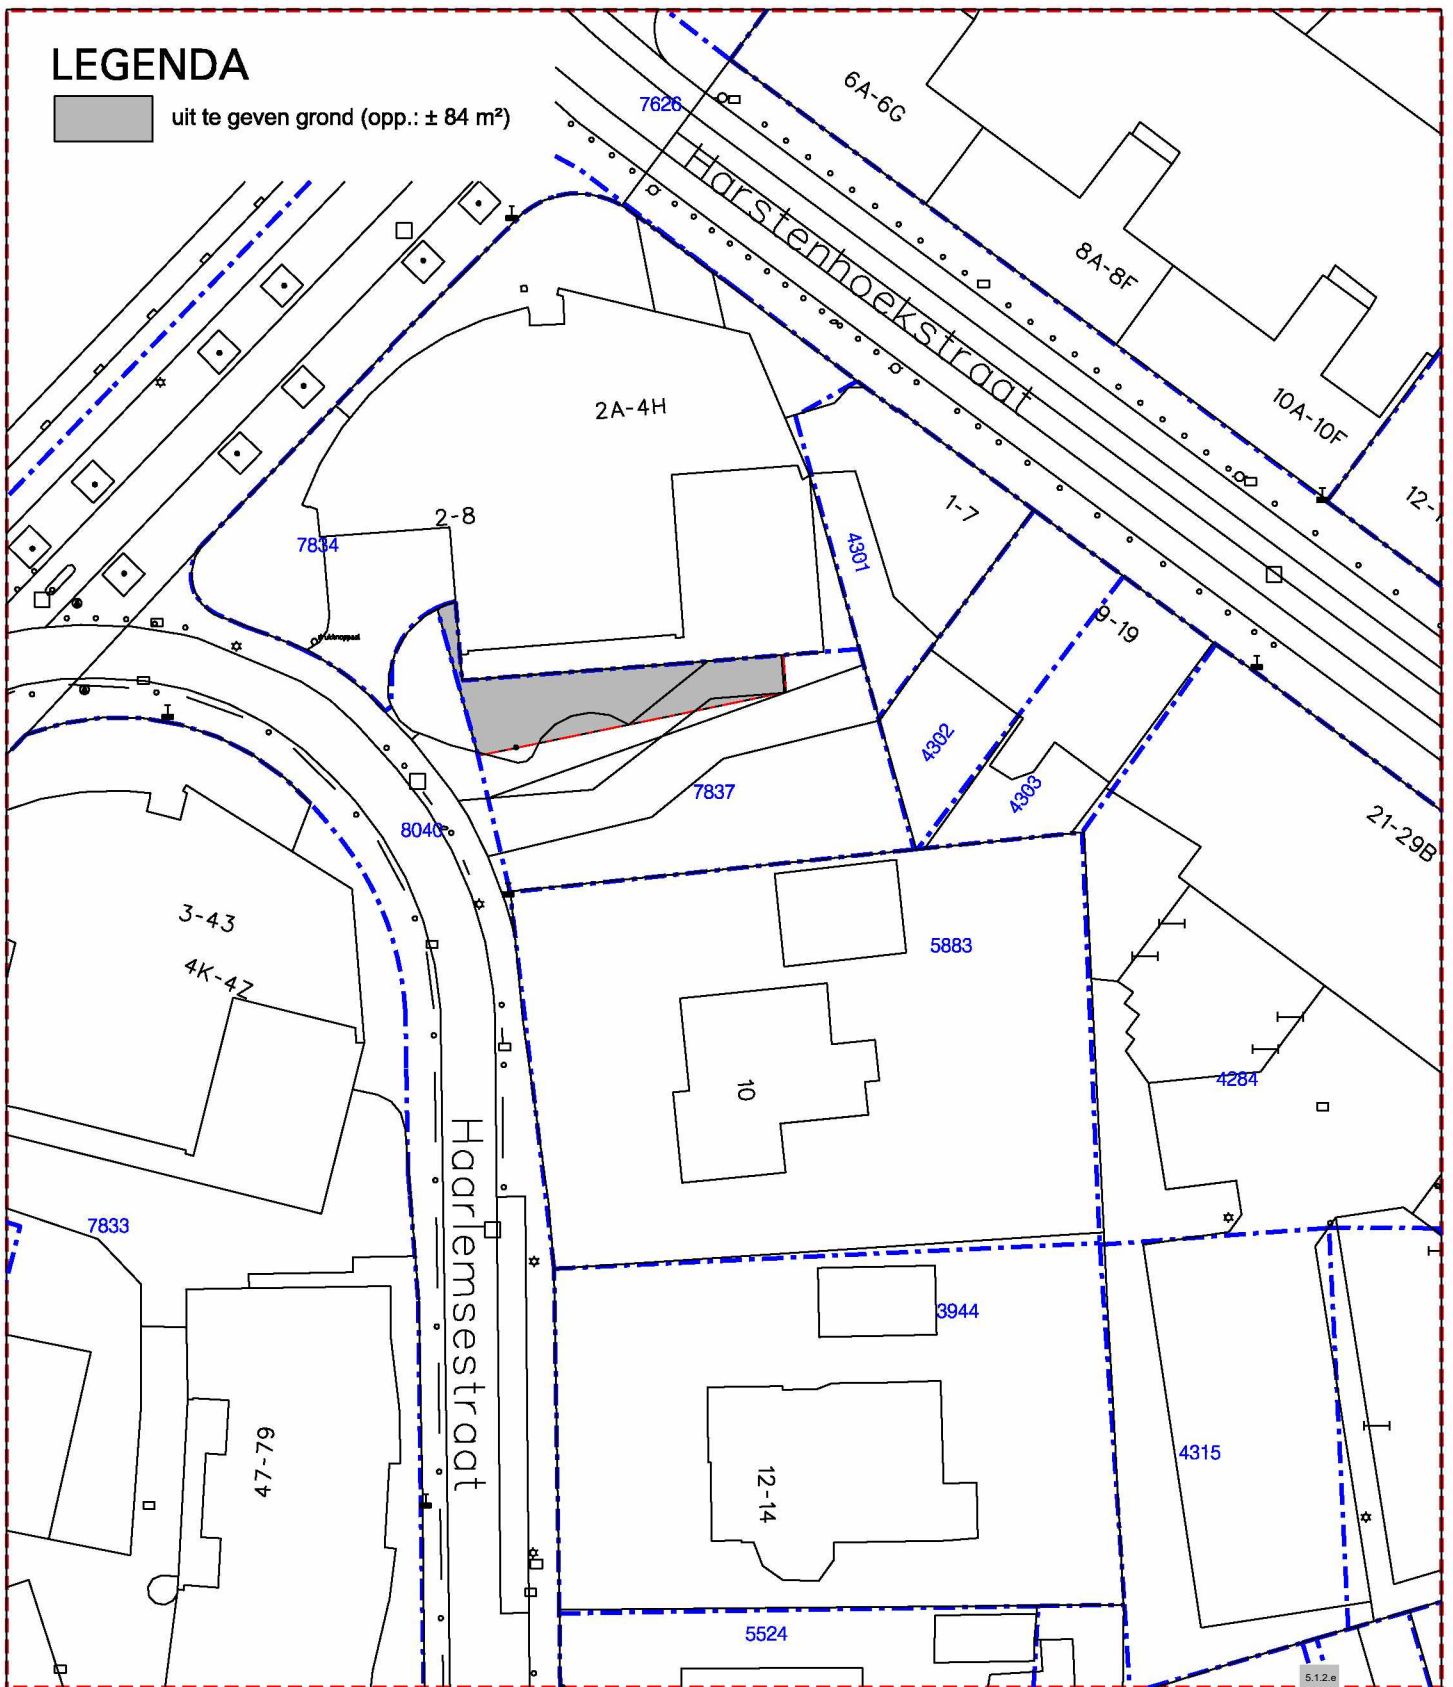 LEGENDA
uit te geven grond (opp.: ± 84 m²)
7626
6A-6G
Harstenhoekstraat
8A-8F
10A-10F
2A-4H
2-8
7834
4301
1-7
9-19
4302
4303
7837
8040
21-29B
3-43
4K-4Z
5883
10
4284
Haarlemsestraat
7833
3944
47-79
12-14
4315
5524
5.1.2.e